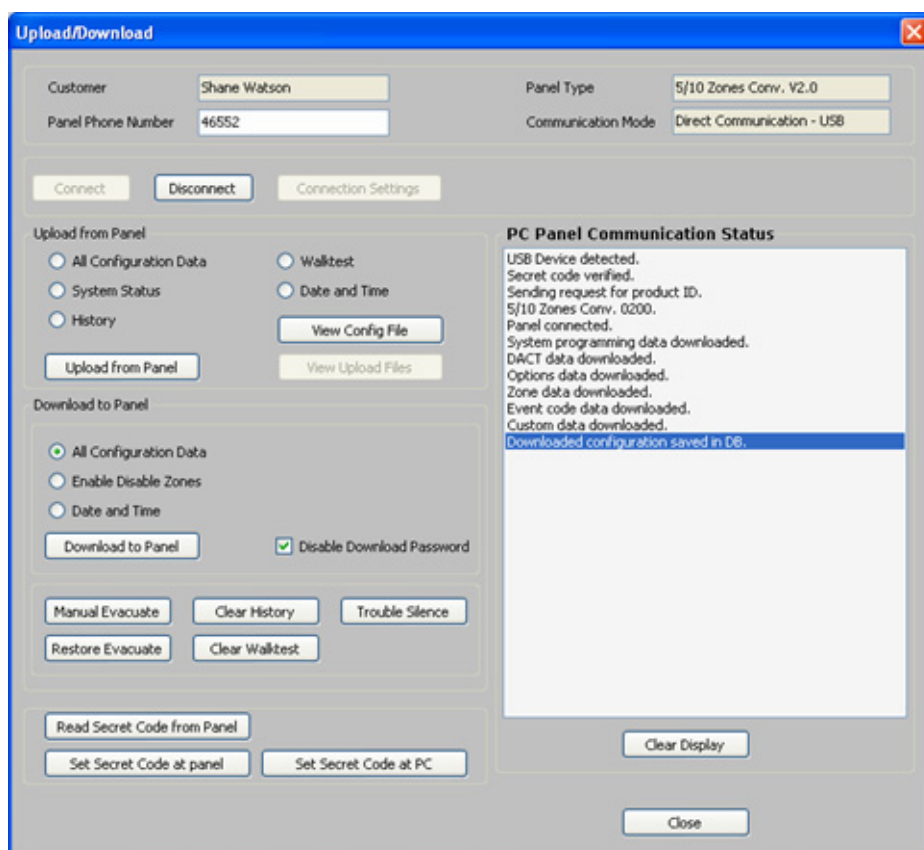 Upload/Download
Customer
Shane Watson
Panel Type
5/10 Zones Conv. V2.0
Panel Phone Number
46552
Communication Mode
Direct Communication - USB
Connect
Disconnect
Connection Settings
Upload from Panel
All Configuration Data
Walktest
System Status
Date and Time
History
View Config File
Upload from Panel
View Upload Files
Download to Panel
All Configuration Data
Enable Disable Zones
Date and Time
Download to Panel
Disable Download Password
Manual Evacuate
Clear History
Trouble Silence
Restore Evacuate
Clear Walktest
Read Secret Code from Panel
Set Secret Code at panel
Set Secret Code at PC
PC Panel Communication Status
USB Device detected.
Secret code verified.
Sending request for product ID.
5/10 Zones Conv. 0200.
Panel connected.
System programming data downloaded.
DACT data downloaded.
Options data downloaded.
Zone data downloaded.
Event code data downloaded.
Custom data downloaded.
Downloaded configuration saved in DB.
Clear Display
Close